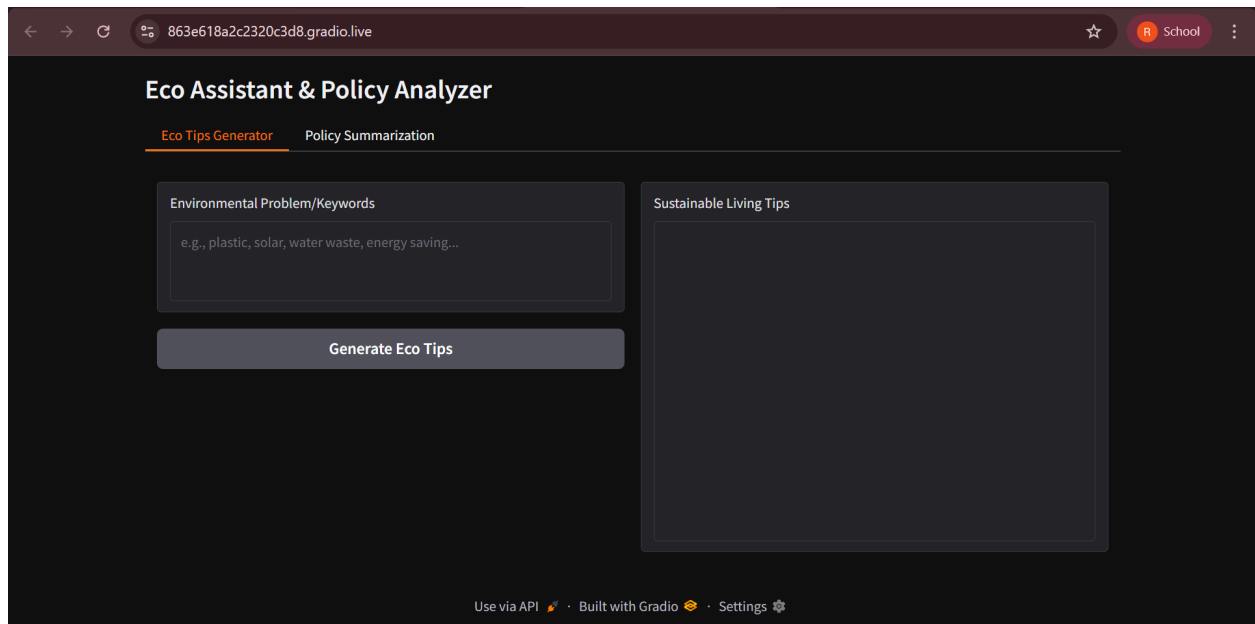 863e618a2c2320c3d8.gradio.live
R School
Eco Assistant & Policy Analyzer
Eco Tips Generator Policy Summarization
Environmental Problem/Keywords
e.g., plastic, solar, water waste, energy saving...
Generate Eco Tips
Sustainable Living Tips
Use via API · Built with Gradio · Settings